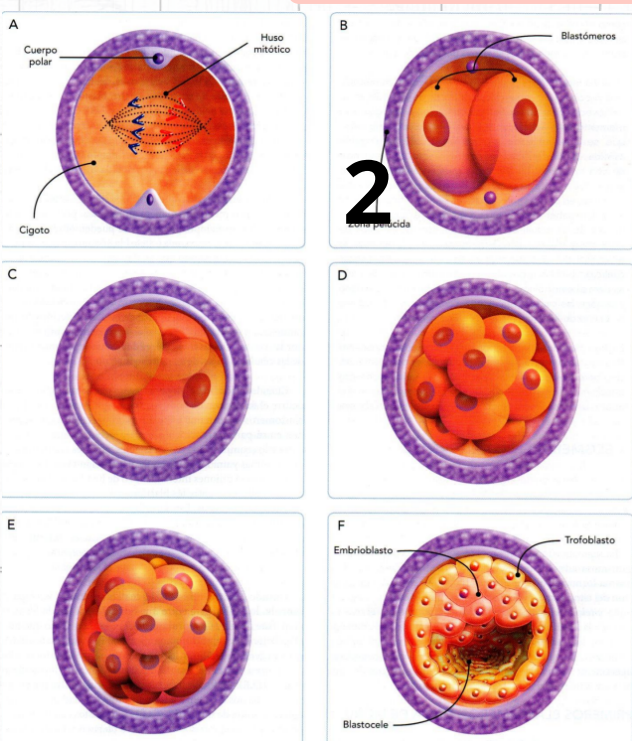 A
Cuerpo
polar
Huso
mitótico
Cigoto
B
Blastómeros
2
Zona pelúcida
C
D
E
F
Embrioblasto
Trofoblasto
Blastocele